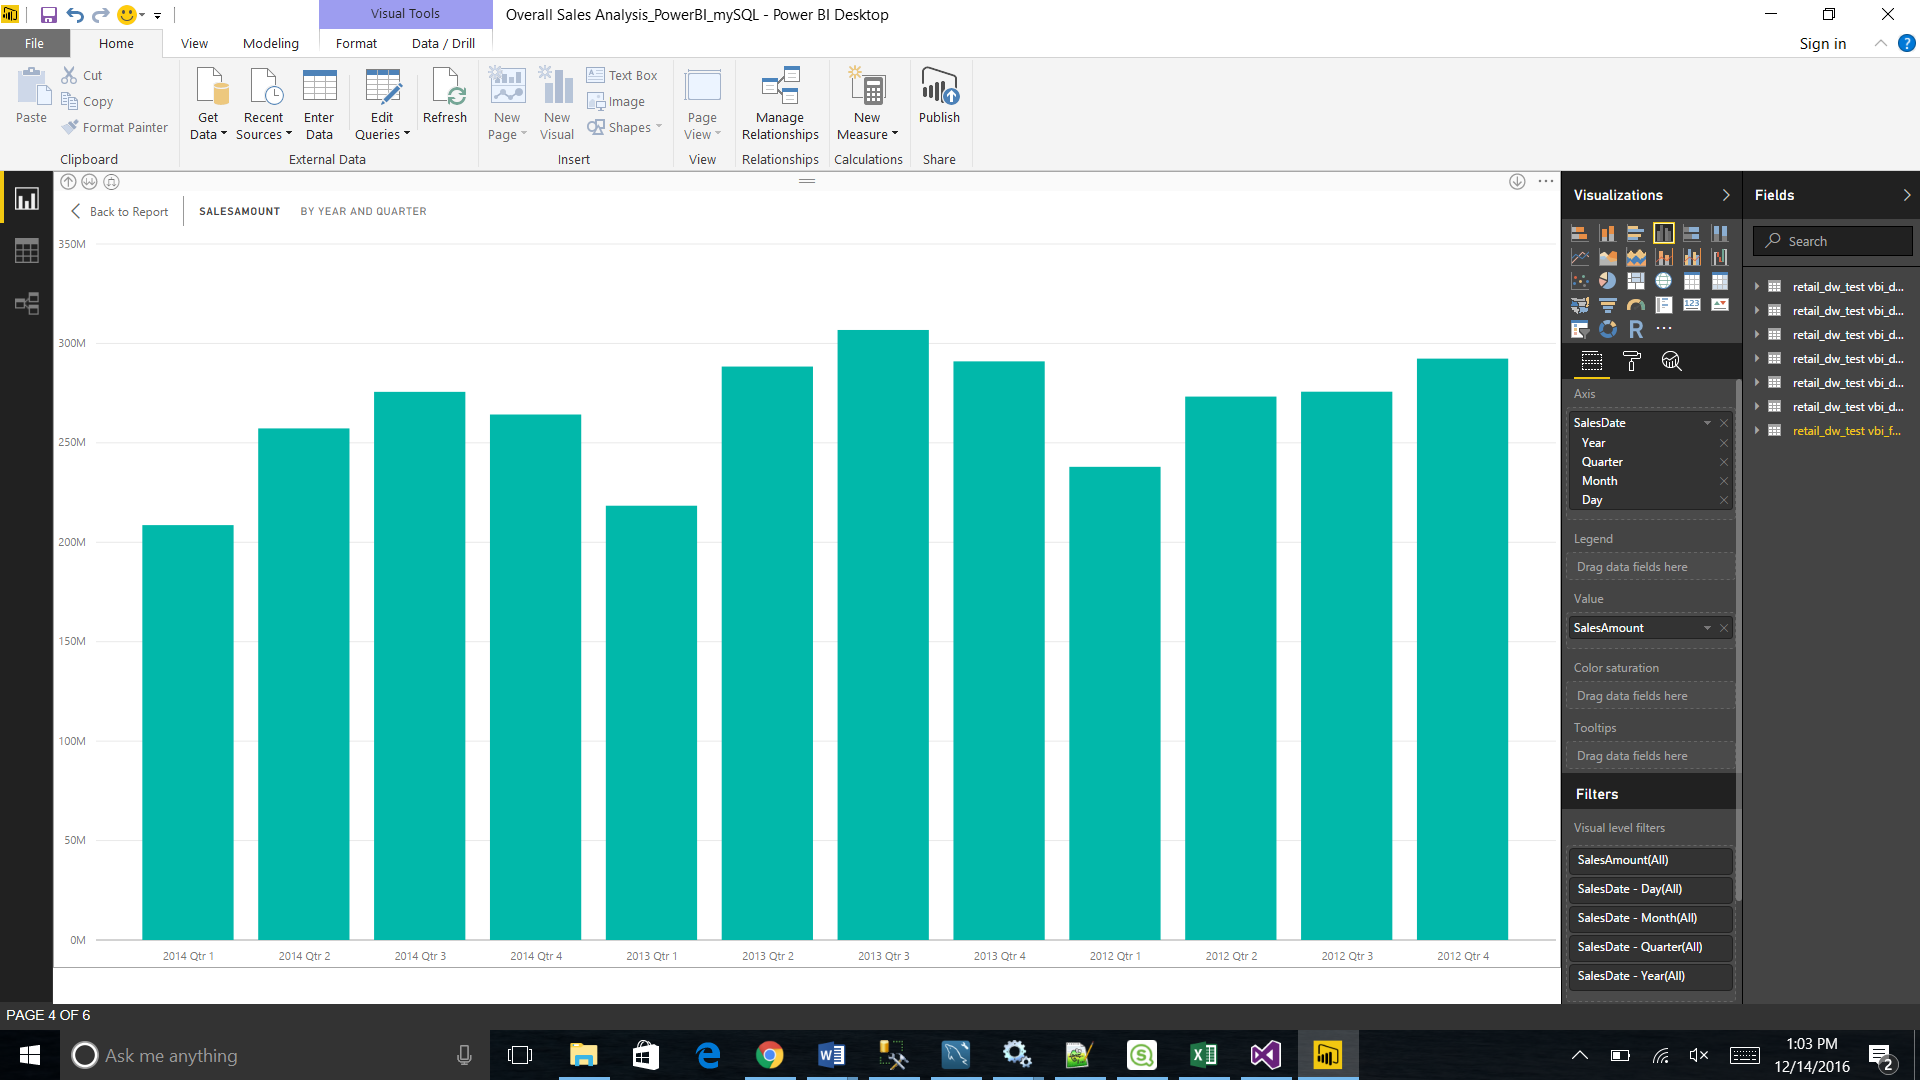 Visual Tools
Overall Sales Analysis_PowerBI_mySQL - Power BI Desktop
File
Home
View
Modeling
Format
Data / Drill
Sign in
?
Paste
Cut
Copy
Format Painter
Clipboard
Get Data
Recent Sources
Enter Data
Edit Queries
Refresh
External Data
New Page
New Visual
Text Box
Image
Shapes
Insert
Page View
View
Manage Relationships
Relationships
New Measure
Calculations
Publish
Share
Back to Report
SALESAMOUNT
BY YEAR AND QUARTER
350M
300M
250M
200M
150M
100M
50M
0M
2014 Qtr 1
2014 Qtr 2
2014 Qtr 3
2014 Qtr 4
2013 Qtr 1
2013 Qtr 2
2013 Qtr 3
2013 Qtr 4
2012 Qtr 1
2012 Qtr 2
2012 Qtr 3
2012 Qtr 4
Visualizations
123
R
Axis
SalesDate
Year
Quarter
Month
Day
Legend
Drag data fields here
Value
SalesAmount
Color saturation
Drag data fields here
Tooltips
Drag data fields here
Filters
Visual level filters
SalesAmount(All)
SalesDate - Day(All)
SalesDate - Month(All)
SalesDate - Quarter(All)
SalesDate - Year(All)
Fields
Search
retail_dw_test vbi_d...
retail_dw_test vbi_d...
retail_dw_test vbi_d...
retail_dw_test vbi_d...
retail_dw_test vbi_d...
retail_dw_test vbi_d...
retail_dw_test vbi_f...
PAGE 4 OF 6
Ask me anything
1:03 PM
12/14/2016
2